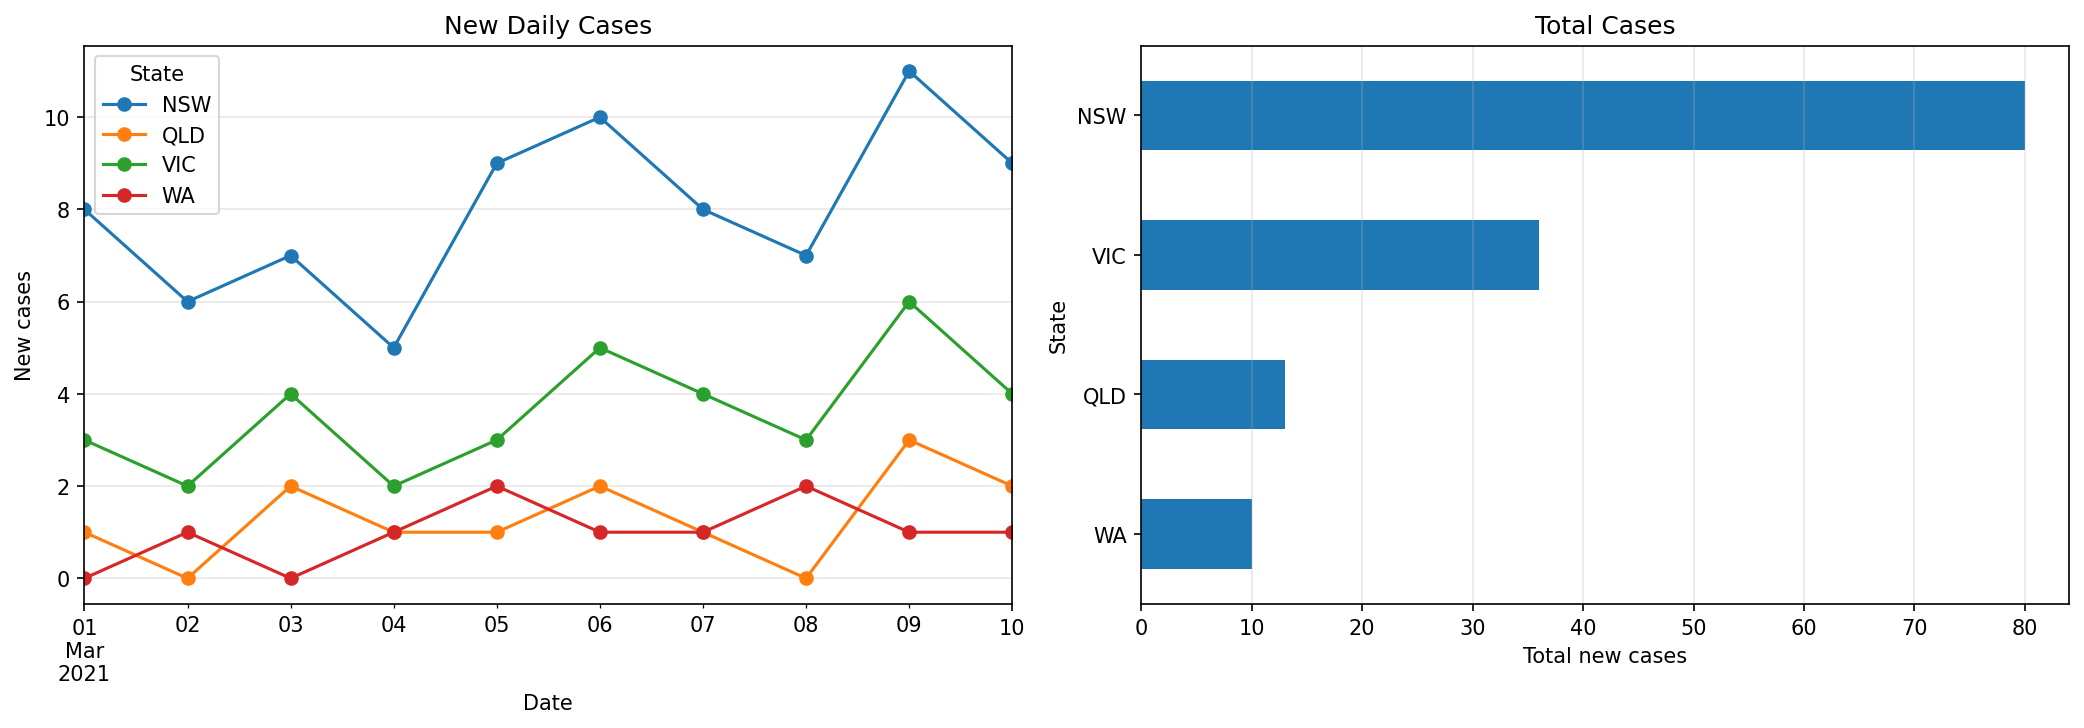 New Daily Cases
State
NSW
QLD
VIC
WA
New cases
10
8
6
4
2
0
01 02 03 04 05 06 07 08 09 10
Mar
2021
Date
Total Cases
State
NSW
VIC
QLD
WA
0 10 20 30 40 50 60 70 80
Total new cases